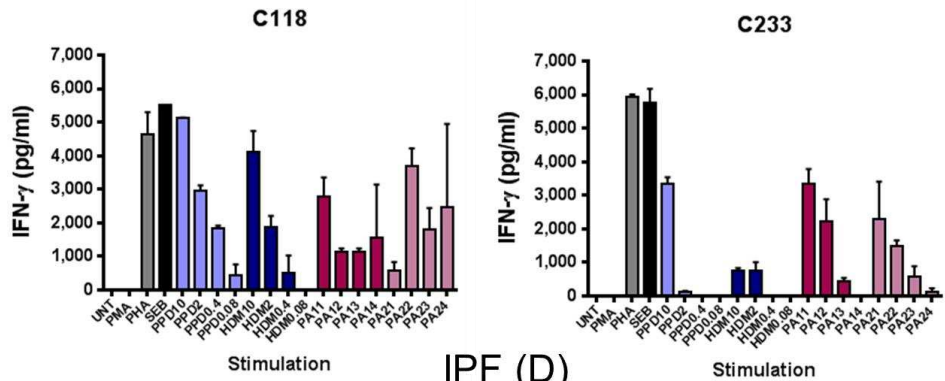 C118
IFN-γ (pg/ml)
7,000
6,000
5,000
4,000
3,000
2,000
1,000
0
UNT
PMA
PHA
SEB
PPD10
PPD2
PPD0.4
PPD0.08
HDM10
HDM2
HDM0.4
HDM0.08
PA11
PA12
PA13
PA14
PA21
PA22
PA23
PA24
Stimulation
C233
IFN-γ (pg/ml)
7,000
6,000
5,000
4,000
3,000
2,000
1,000
0
UNT
PMA
PHA
SEB
PPD10
PPD2
PPD0.4
PPD0.08
HDM10
HDM2
HDM0.4
HDM0.08
PA11
PA12
PA13
PA14
PA21
PA22
PA23
PA24
Stimulation
IPF (D)